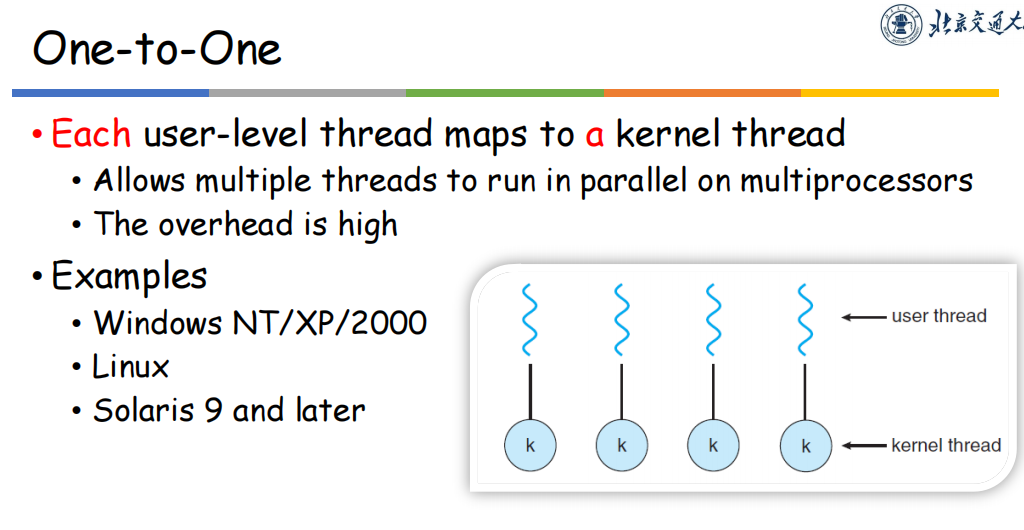 北京交通大
One-to-One
• Each user-level thread maps to a kernel thread
• Allows multiple threads to run in parallel on multiprocessors
• The overhead is high
• Examples
• Windows NT/XP/2000
• Linux
• Solaris 9 and later
user thread
k k k k
kernel thread